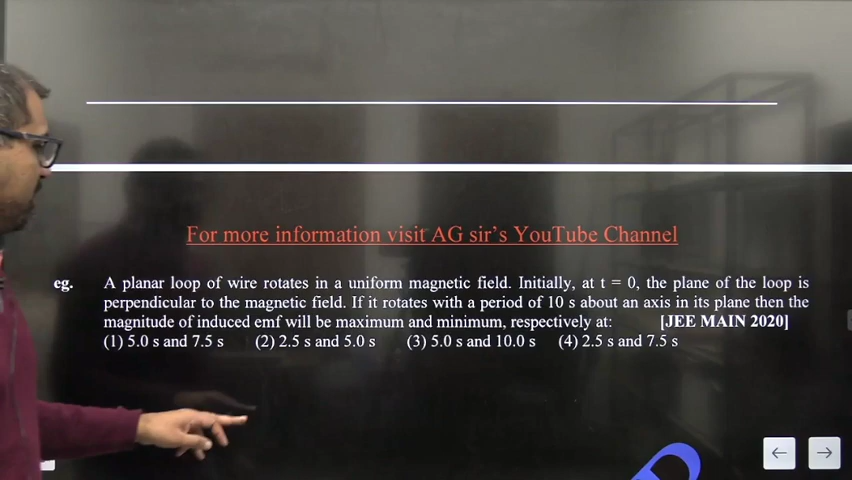 For more information visit AG sir's YouTube Channel
eg. A planar loop of wire rotates in a uniform magnetic field. Initially, at t = 0, the plane of the loop is
perpendicular to the magnetic field. If it rotates with a period of 10 s about an axis in its plane then the
magnitude of induced emf will be maximum and minimum, respectively at: [JEE MAIN 2020]
(1) 5.0 s and 7.5 s (2) 2.5 s and 5.0 s (3) 5.0 s and 10.0 s (4) 2.5 s and 7.5 s